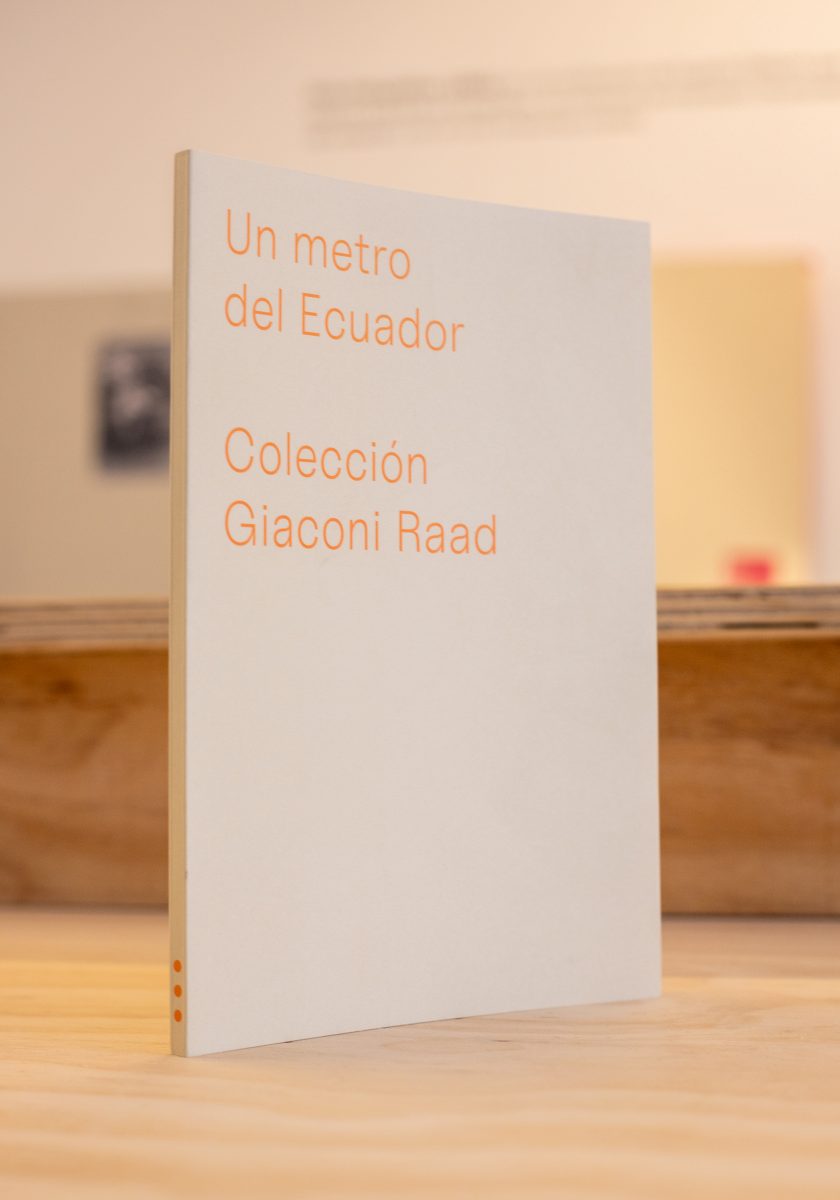 Un metro
del Ecuador
Colección
Giaconi Raad